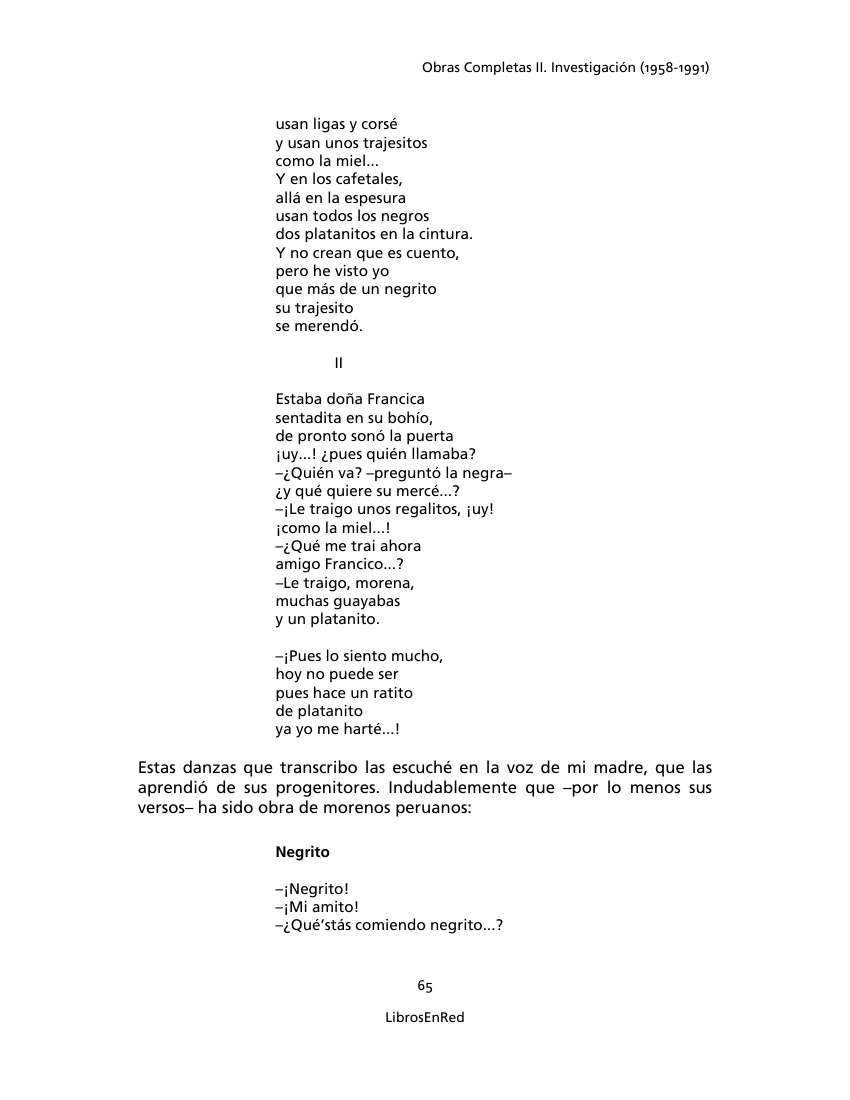 Obras Completas II. Investigación (1958-1991)
usan ligas y corsé
y usan unos trajesitos
como la miel...
Y en los cafetales,
allá en la espesura
usan todos los negros
dos platanitos en la cintura.
Y no crean que es cuento,
pero he visto yo
que más de un negrito
su trajesito
se merendó.
II
Estaba doña Francica
sentadita en su bohío,
de pronto sonó la puerta
¡uy...! ¿pues quién llamaba?
–¿Quién va? –preguntó la negra–
¿y qué quiere su mercé...?
–¡Le traigo unos regalitos, ¡uy!
¡como la miel...!
–¿Qué me trai ahora
amigo Francico...?
–Le traigo, morena,
muchas guayabas
y un platanito.
–¡Pues lo siento mucho,
hoy no puede ser
pues hace un ratito
de platanito
ya yo me harté...!
Estas danzas que transcribo las escuché en la voz de mi madre, que las
aprendió de sus progenitores. Indudablemente que –por lo menos sus
versos– ha sido obra de morenos peruanos:
Negrito
–¡Negrito!
–¡Mi amito!
–¿Qué’stás comiendo negrito...?
65
LibrosEnRed